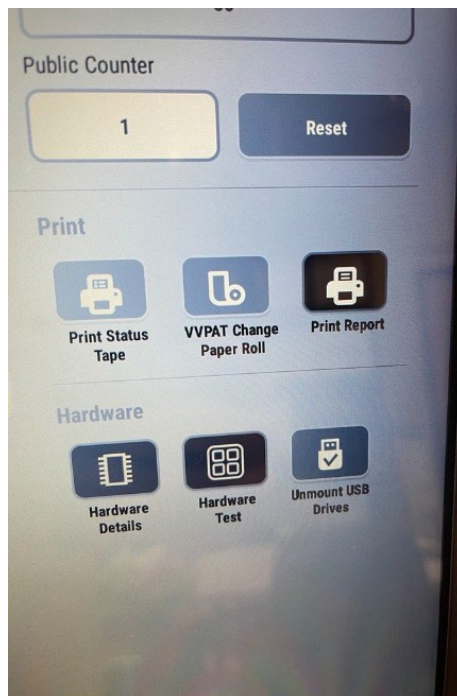 Public Counter
1
Reset
Print
Print Status
Tape
VVPAT Change
Paper Roll
Print Report
Hardware
Hardware
Details
Hardware
Test
Unmount USB
Drives